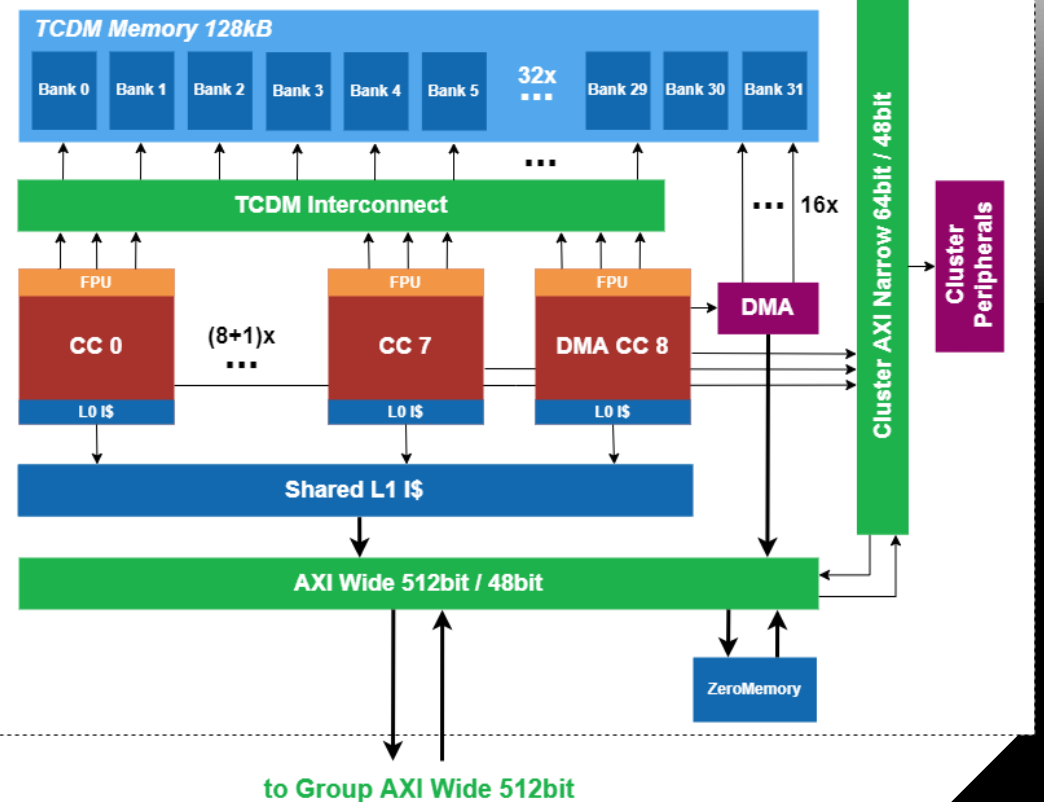 TCDM Memory 128kB
Bank 0
Bank 1
Bank 2
Bank 3
Bank 4
Bank 5
32x
...
Bank 29
Bank 30
Bank 31
...
TCDM Interconnect
... 16x
FPU
CC 0
L0 I$
(8+1)x
...
FPU
CC 7
L0 I$
FPU
DMA CC 8
L0 I$
DMA
Cluster AXI Narrow 64bit / 48bit
Cluster
Peripherals
Shared L1 I$
AXI Wide 512bit / 48bit
ZeroMemory
to Group AXI Wide 512bit